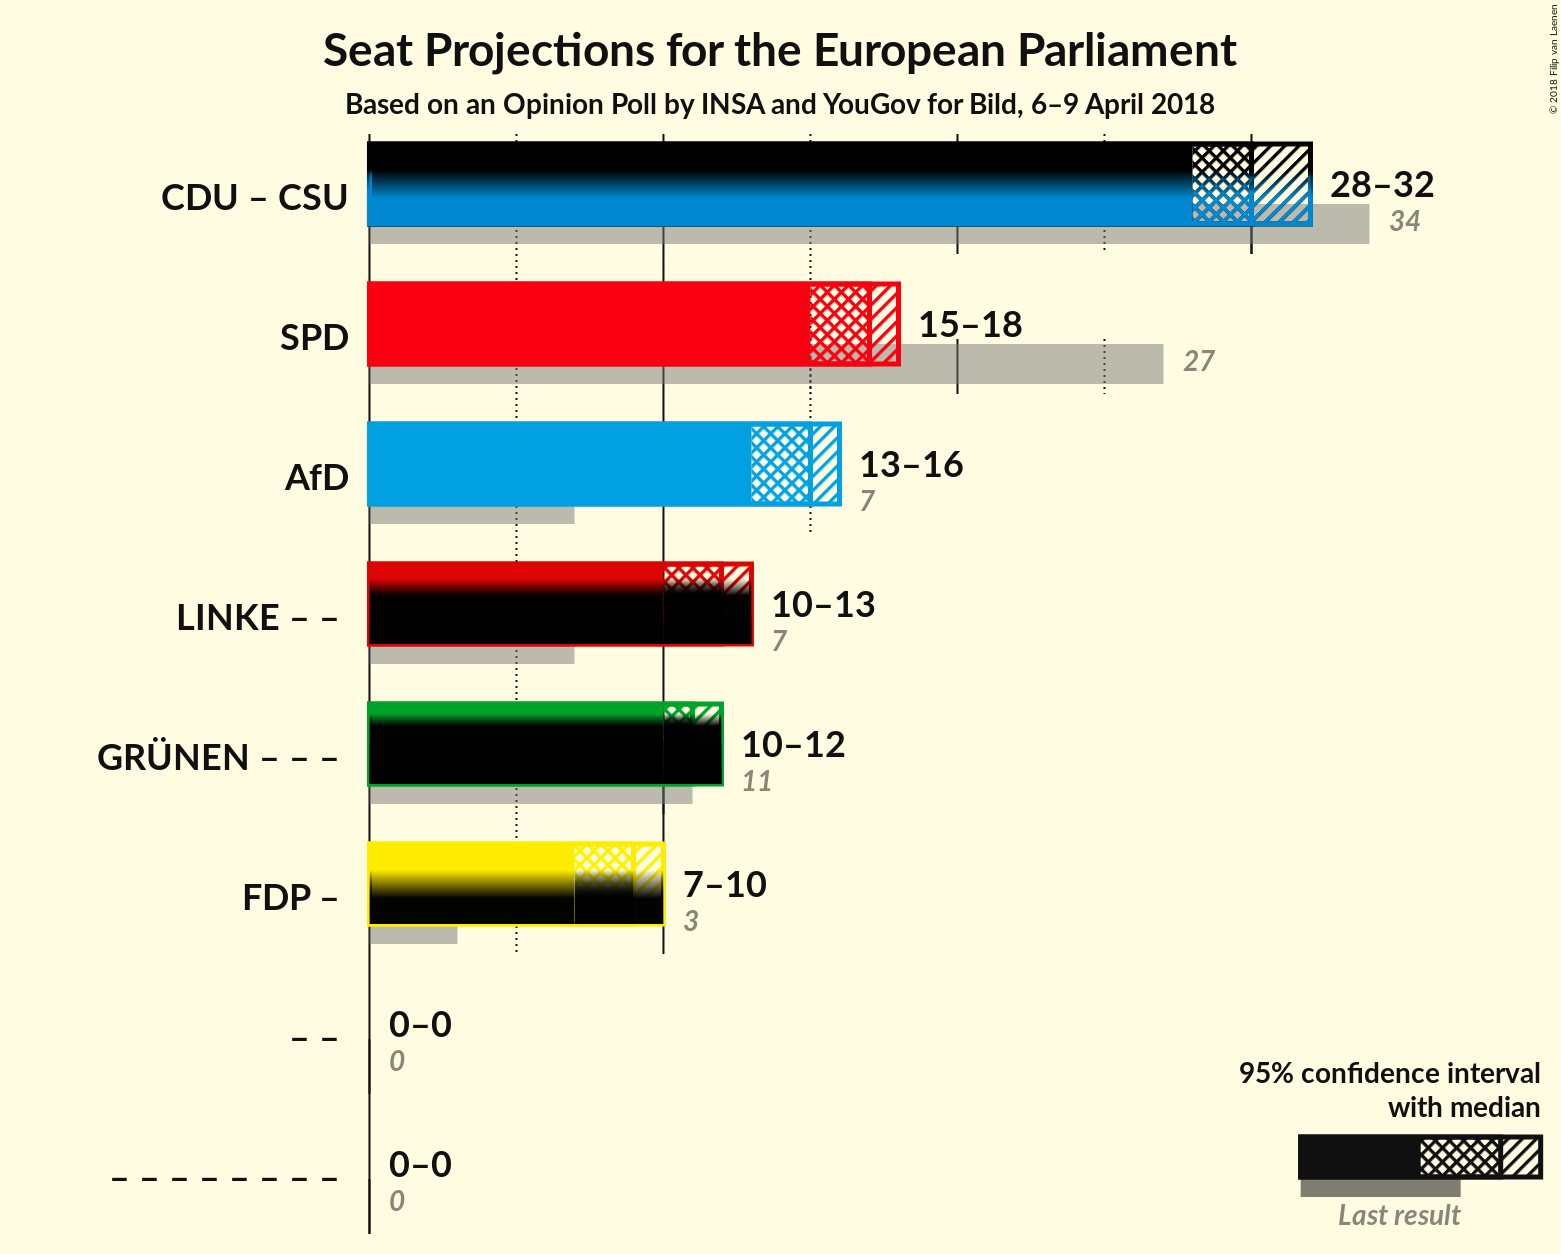 Seat Projections for the European Parliament
Based on an Opinion Poll by INSA and YouGov for Bild, 6–9 April 2018
© 2018 Filip van Laenen
CDU – CSU
28–32
34
SPD
15–18
27
AfD
13–16
7
LINKE – –
10–13
7
GRÜNEN – – –
10–12
11
FDP –
7–10
3
– –
0–0
0
– – – – – – – –
0–0
0
95% confidence interval
with median
Last result